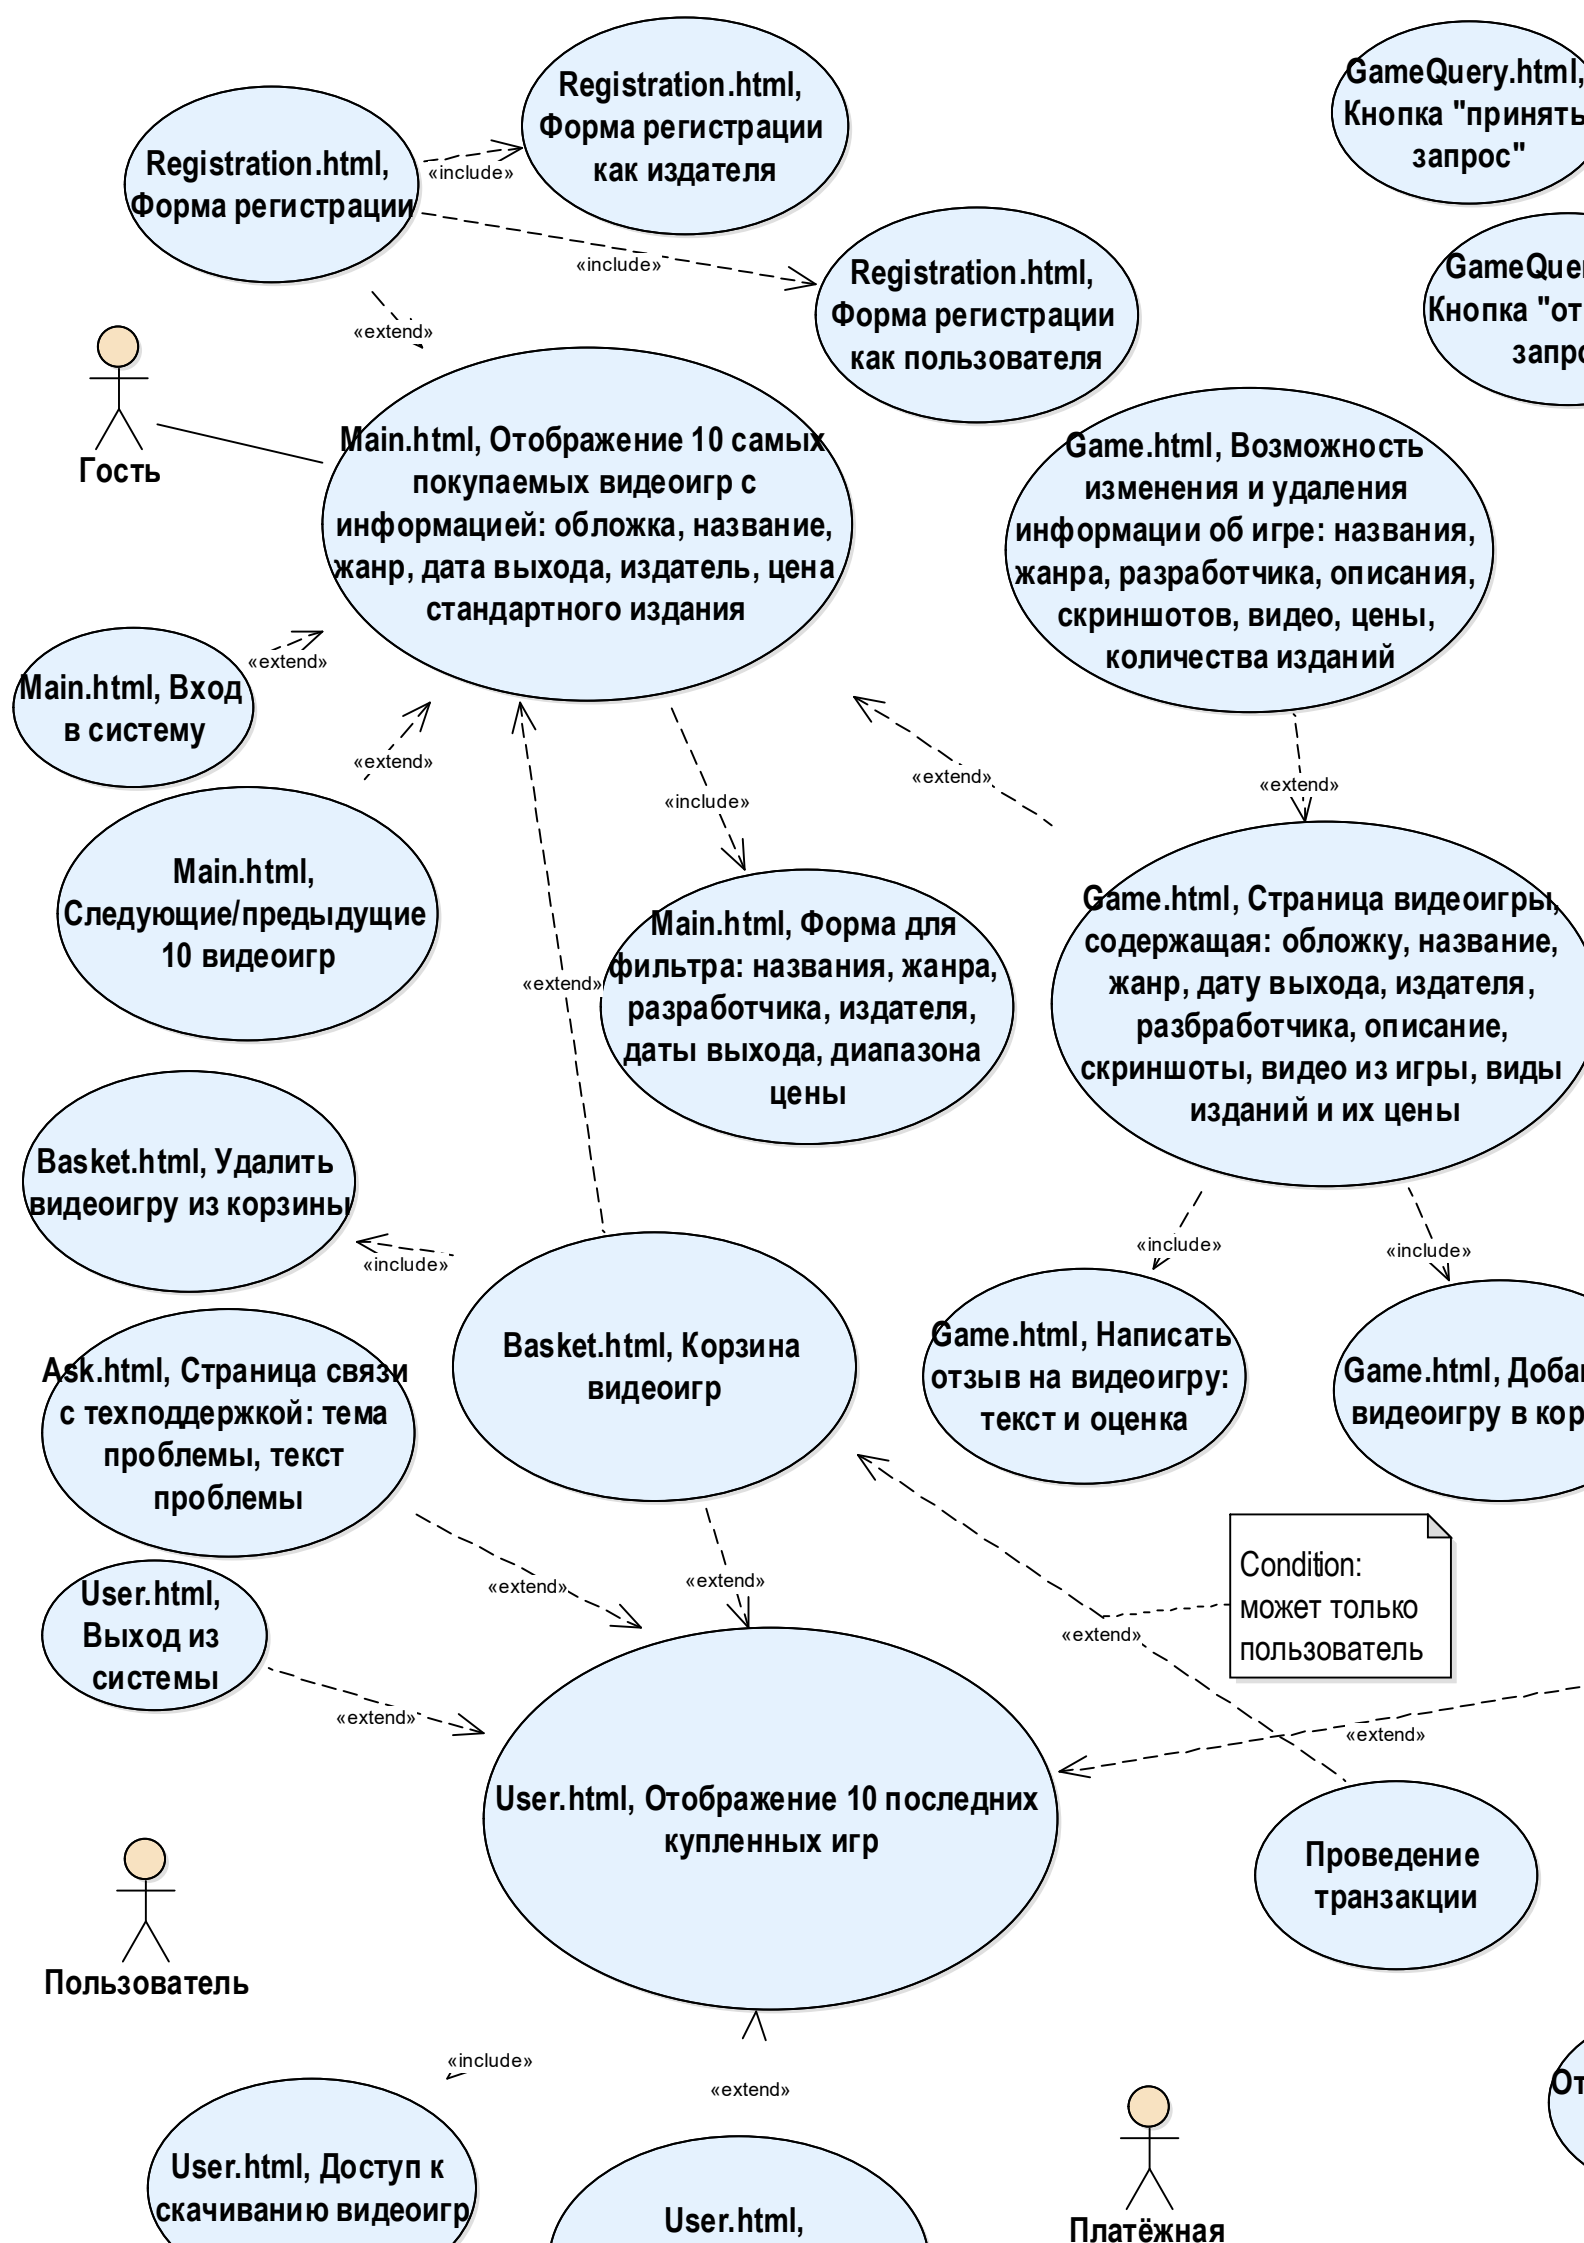 Registration.html,
Форма регистрации
как издателя
GameQuery.html,
Кнопка "принять
запрос"
Registration.html,
Форма регистрации
«include»
«include»
Registration.html,
Форма регистрации
как пользователя
Кнопка
«extend»
Гость
Main.html, Отображение 10 самых
покупаемых видеоигр с
информацией: обложка, название,
жанр, дата выхода, издатель, цена
стандартного издания
Game.html, Возможность
изменения и удаления
информации об игре: названия,
жанра, разработчика, описания,
скриншотов, видео, цены,
количества изданий
«extend»
Main.html, Вход
в систему
«extend»
«include»
«extend»
«extend»
Main.html,
Следующие/предыдущие
10 видеоигр
«extend»
Main.html, Форма для
фильтра: названия, жанра,
разработчика, издателя,
даты выхода, диапазона
цены
Game.html, Страница видеоигры,
содержащая: обложку, название,
жанр, дату выхода, издателя,
разбработчика, описание,
скриншоты, видео из игры, виды
изданий и их цены
Basket.html, Удалить
видеоигру из корзины
«include»
«include»
«include»
Basket.html, Корзина
видеоигр
Game.html, Написать
отзыв на видеоигру:
текст и оценка
Game.html,
видеоигру в
Ask.html, Страница связи
с техподдержкой: тема
проблемы, текст
проблемы
«extend»
«extend»
Condition:
может только
пользователь
«extend»
User.html,
Выход из
системы
«extend»
«extend»
User.html, Отображение 10 последних
купленных игр
Проведение
транзакции
Пользователь
«include»
«extend»
User.html, Доступ к
скачиванию видеоигр
User.html,
Платёжная